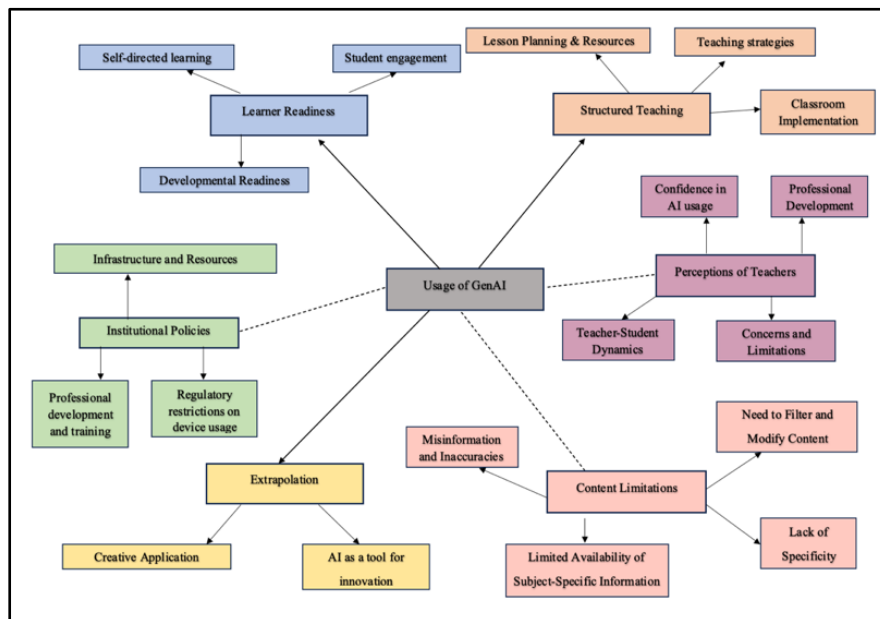 Lesson Planning & Resources
Teaching strategies
Self-directed learning
Student engagement
Learner Readiness
Structured Teaching
Classroom
Implementation
Developmental Readiness
Confidence in
AI usage
Professional
Development
Infrastructure and Resources
Usage of GenAI
Perceptions of Teachers
Institutional Policies
Teacher-Student
Dynamics
Concerns and
Limitations
Professional
development
and training
Regulatory
restrictions on
device usage
Misinformation
and Inaccuracies
Need to Filter and
Modify Content
Extrapolation
Content Limitations
Creative Application
AI as a tool for
innovation
Limited Availability of
Subject-Specific Information
Lack of
Specificity